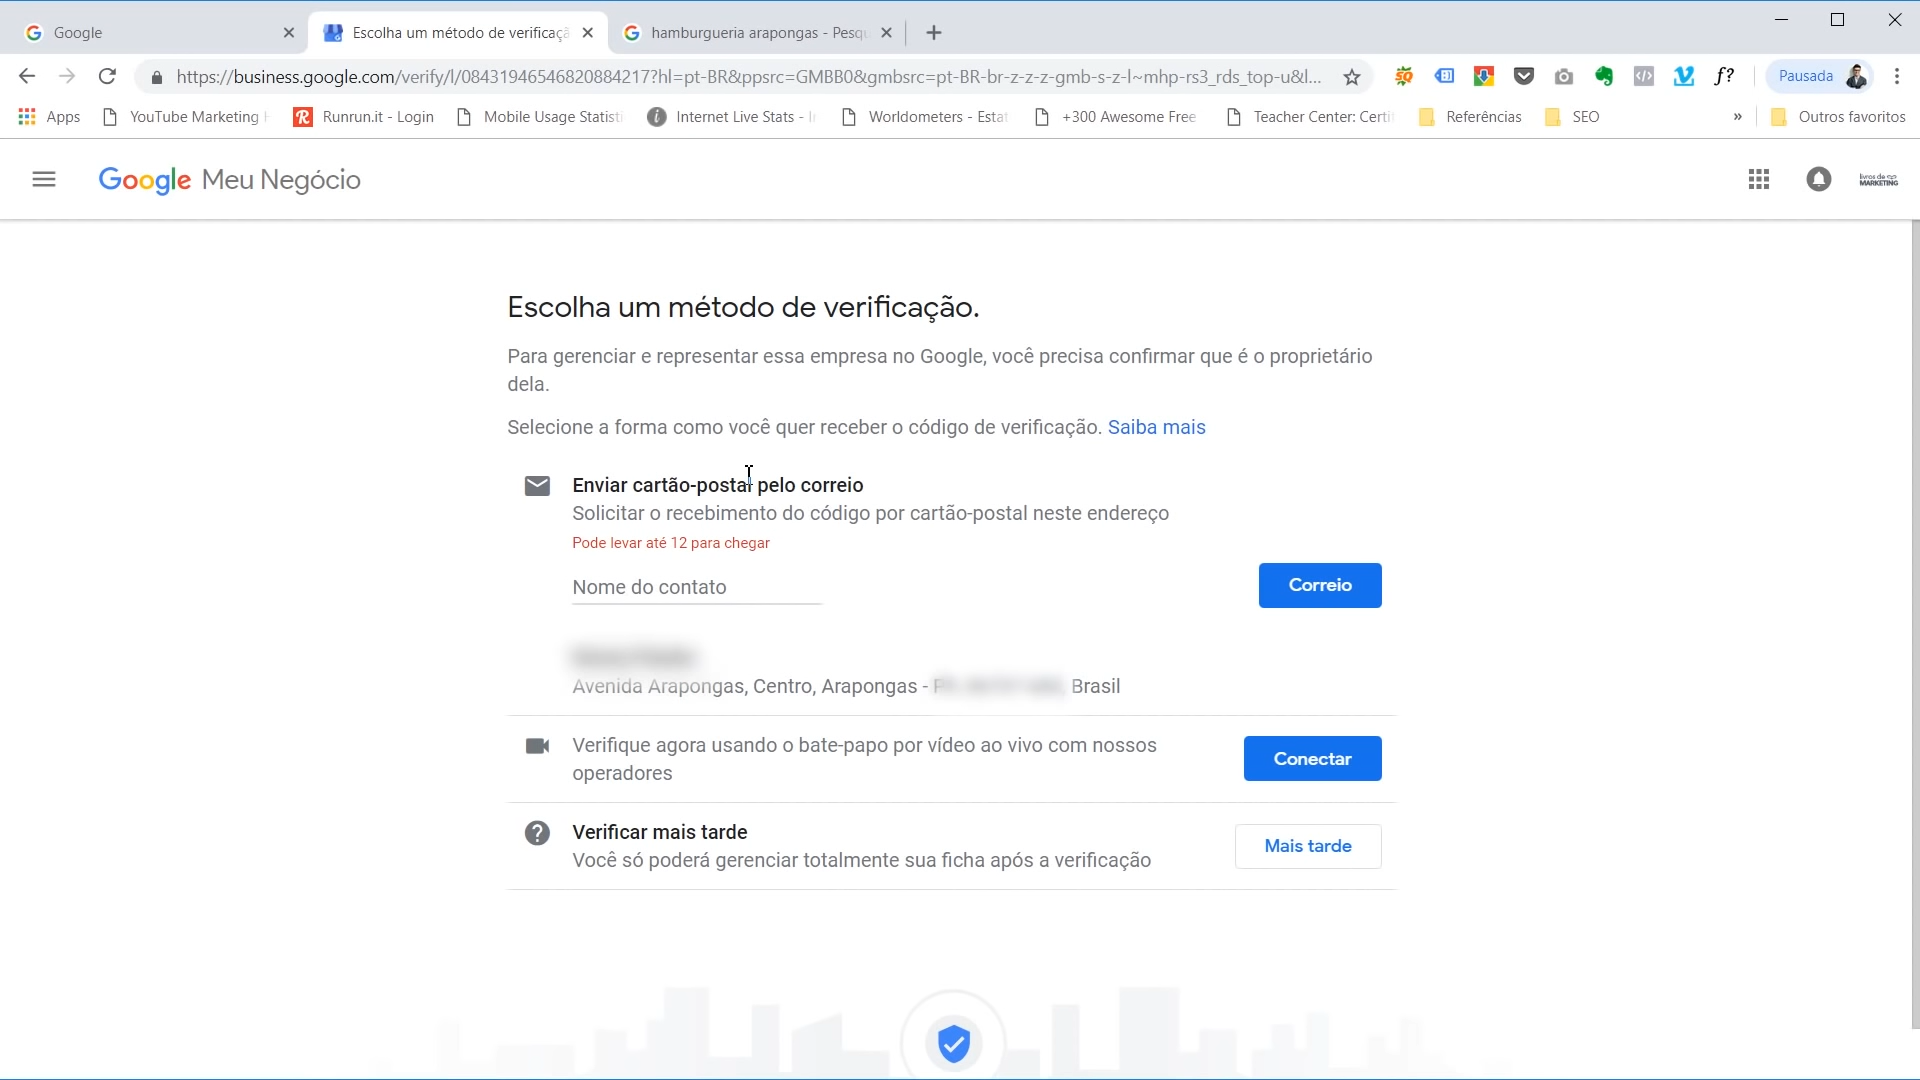 Google
Escolha um método de verificaçã
hamburgueria arapongas - Pesqu
https://business.google.com/verify/l/08431946546820884217?hl=pt-BR&ppsrc=GMBB0&gmbsrc=pt-BR-br-z-z-z-gmb-s-z-l~mhp-rs3_rds_top-u&l...
SQ
f?
Pausada
Apps
YouTube Marketing
R
Runrun.it - Login
Mobile Usage Statisti
Internet Live Stats - I
Worldometers - Estat
+300 Awesome Free
Teacher Center: Certi
Referências
SEO
»
Outros favoritos
Google Meu Negócio
livros de MARKETING
Escolha um método de verificação.
Para gerenciar e representar essa empresa no Google, você precisa confirmar que é o proprietário
dela.
Selecione a forma como você quer receber o código de verificação. Saiba mais
Enviar cartão-postal pelo correio
Solicitar o recebimento do código por cartão-postal neste endereço
Pode levar até 12 para chegar
Nome do contato
Correio
Avenida Arapongas, Centro, Arapongas - Brasil
Verifique agora usando o bate-papo por vídeo ao vivo com nossos
operadores
Conectar
Verificar mais tarde
Você só poderá gerenciar totalmente sua ficha após a verificação
Mais tarde